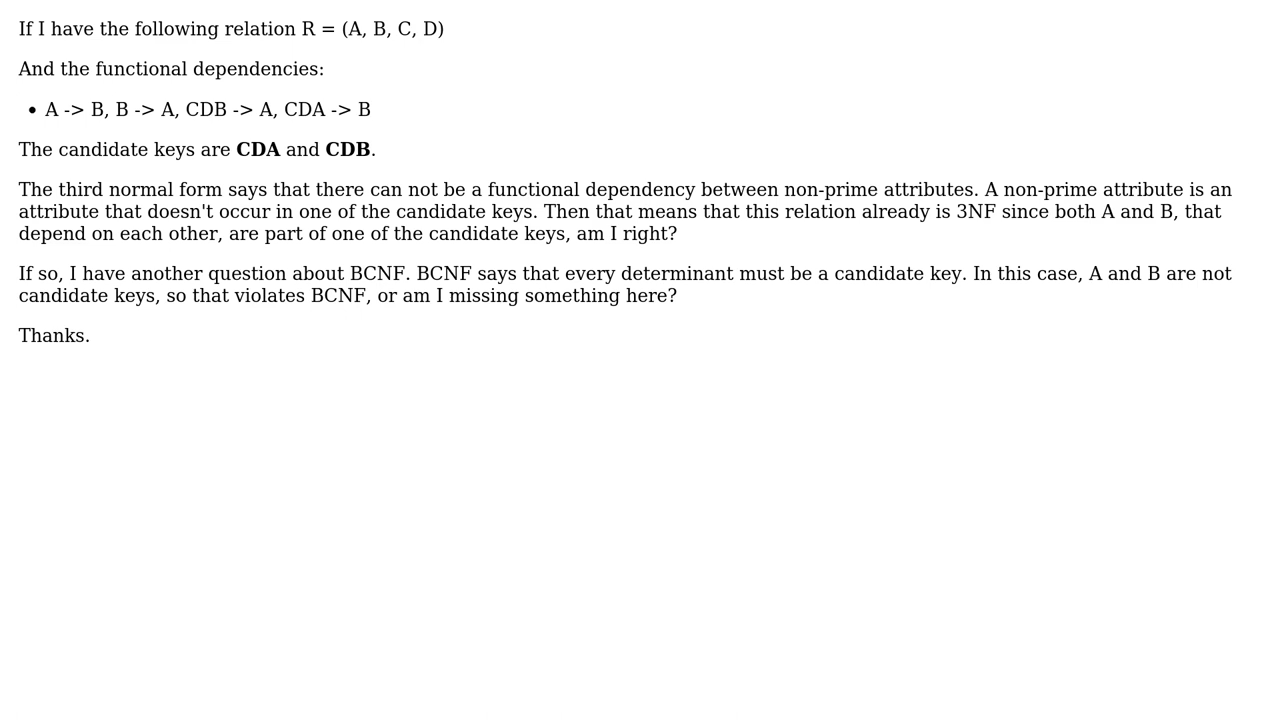 If I have the following relation R = (A, B, C, D)
And the functional dependencies:
• A -> B, B -> A, CDB -> A, CDA -> B
The candidate keys are CDA and CDB.
The third normal form says that there can not be a functional dependency between non-prime attributes. A non-prime attribute is an
attribute that doesn't occur in one of the candidate keys. Then that means that this relation already is 3NF since both A and B, that
depend on each other, are part of one of the candidate keys, am I right?
If so, I have another question about BCNF. BCNF says that every determinant must be a candidate key. In this case, A and B are not
candidate keys, so that violates BCNF, or am I missing something here?
Thanks.